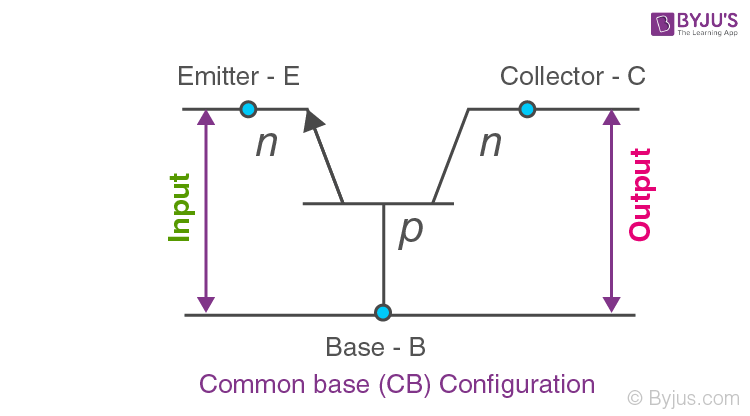 BYJU'S
The Learning App
Emitter - E
Collector - C
n
n
Input
Output
p
Base - B
Common base (CB) Configuration
© Byjus.com